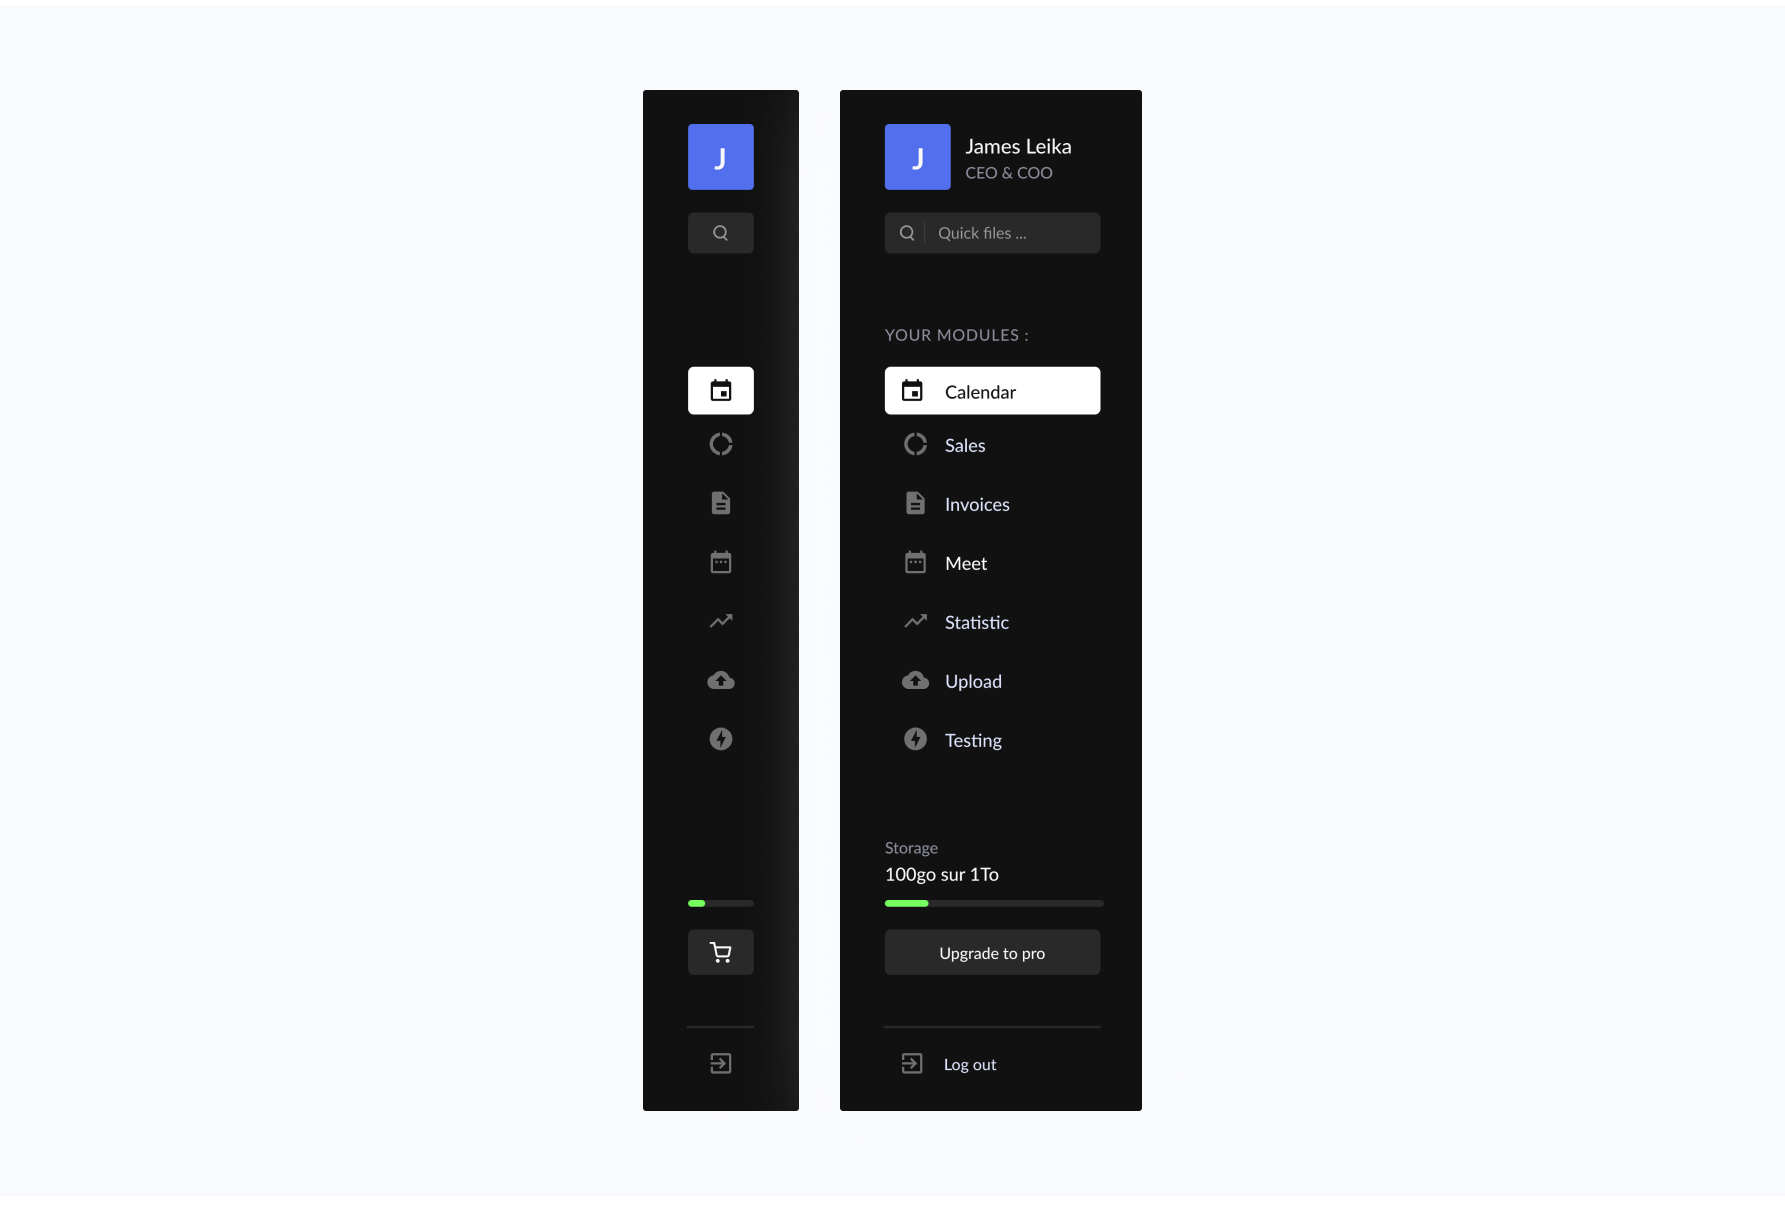 J
J
James Leika
CEO & COO
Quick files ...
YOUR MODULES :
Calendar
Sales
Invoices
Meet
Statistic
Upload
Testing
Storage
100go sur 1To
Upgrade to pro
Log out